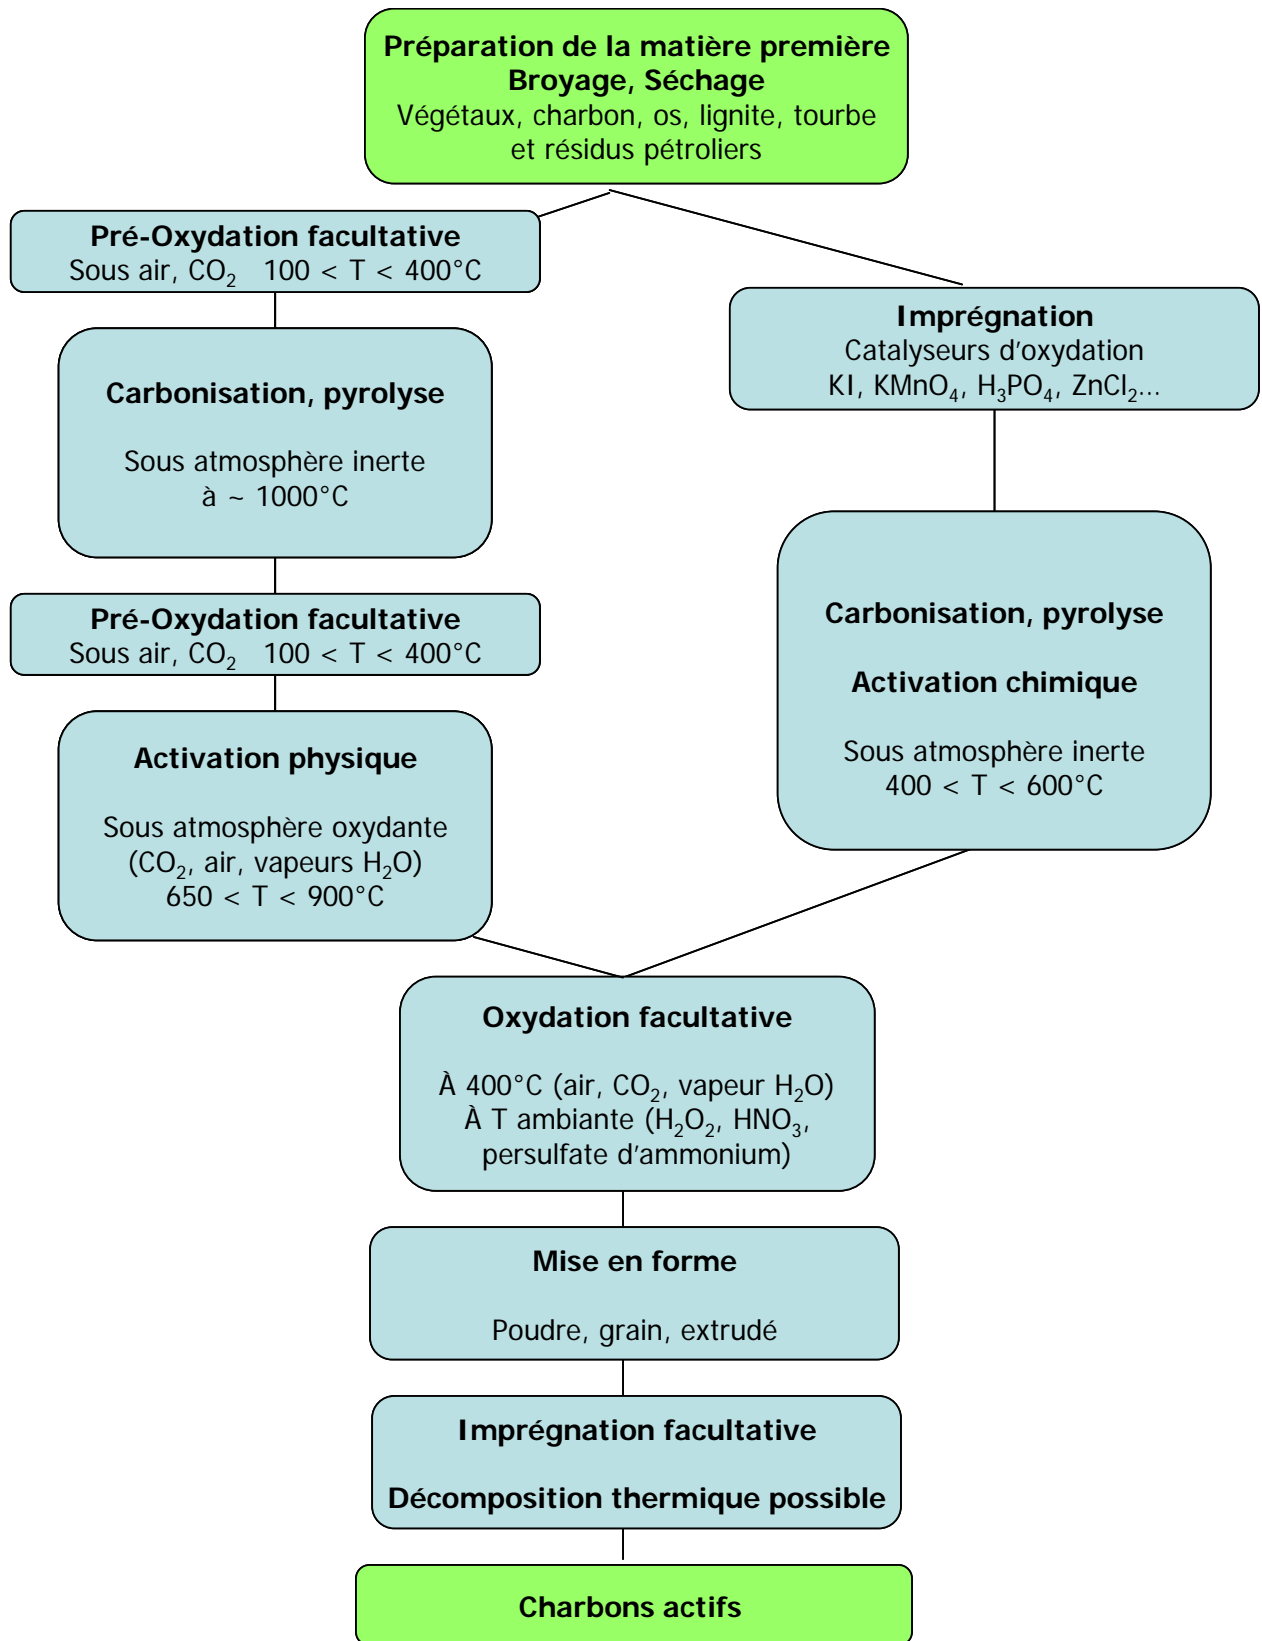 Préparation de la matière première
Broyage, Séchage
Végétaux, charbon, os, lignite, tourbe
et résidus pétroliers
Pré-Oxydation facultative
Sous air, CO₂ 100 < T < 400°C
Carbonisation, pyrolyse
Sous atmosphère inerte
à ~ 1000°C
Pré-Oxydation facultative
Sous air, CO₂ 100 < T < 400°C
Activation physique
Sous atmosphère oxydante
(CO₂, air, vapeurs H₂O)
650 < T < 900°C
Imprégnation
Catalyseurs d'oxydation
KI, KMnO₄, H₃PO₄, ZnCl₂...
Carbonisation, pyrolyse
Activation chimique
Sous atmosphère inerte
400 < T < 600°C
Oxydation facultative
À 400°C (air, CO₂, vapeur H₂O)
À T ambiante (H₂O₂, HNO₃,
persulfate d'ammonium)
Mise en forme
Poudre, grain, extrudé
Imprégnation facultative
Décomposition thermique possible
Charbons actifs